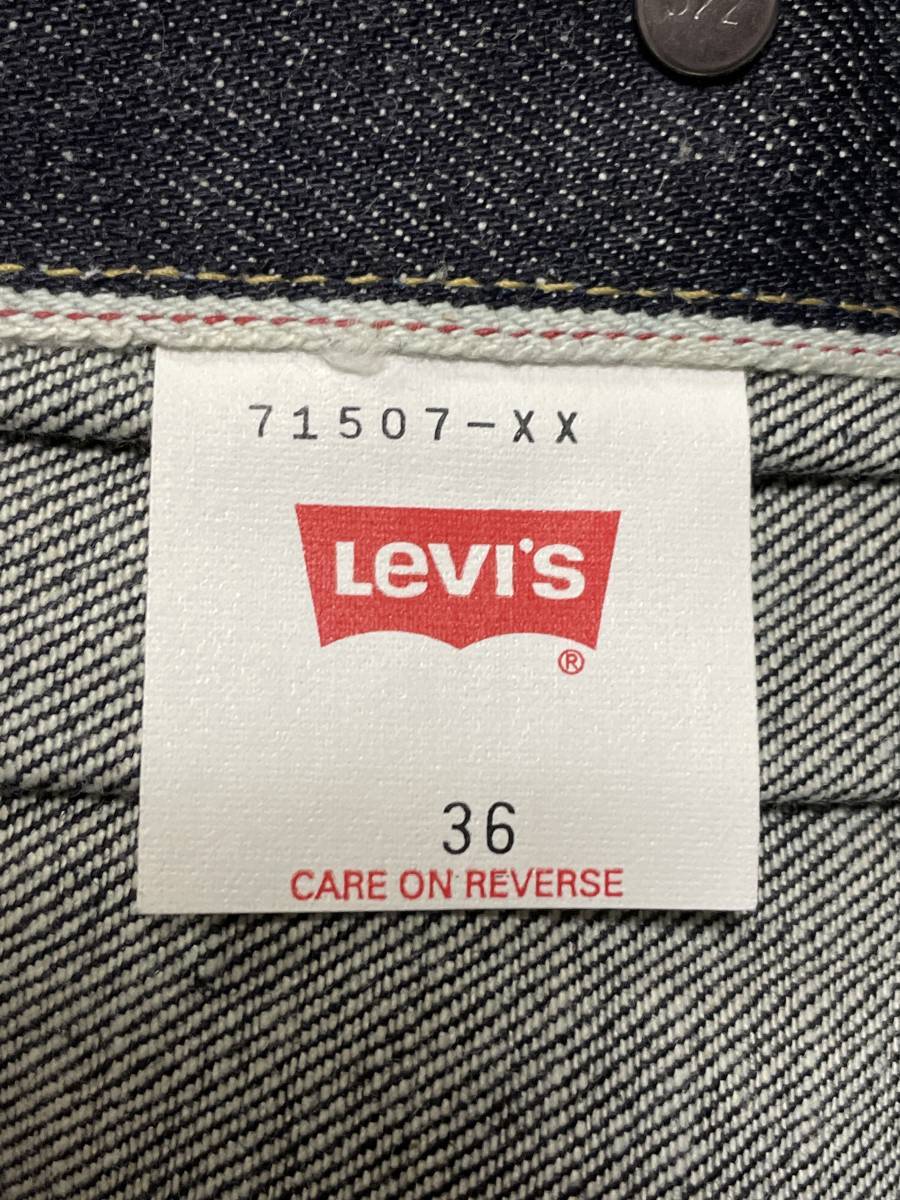 71507-XX
LEVI'S
®
36
CARE ON REVERSE